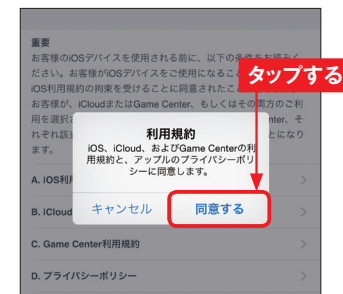 重要
お客様のiOSデバイスを使用される前に、以下の条件をお読みく
ださい。お客様がiOSデバイスをご使用になるこ
iOS利用規約の拘束を受けることに同意されたこ
お客様が、iCloudまたはGame Center、もしくはその両方のご利
用を選択
nter、そ
れぞれ該
とになり
ます。
タップする
利用規約
iOS、iCloud、およびGame Centerの利
用規約と、アップルのプライバシーポリ
シーに同意します。
キャンセル 同意する
A. iOS利用
B. iCloud
C. Game Center利用規約
D. プライバシーポリシー